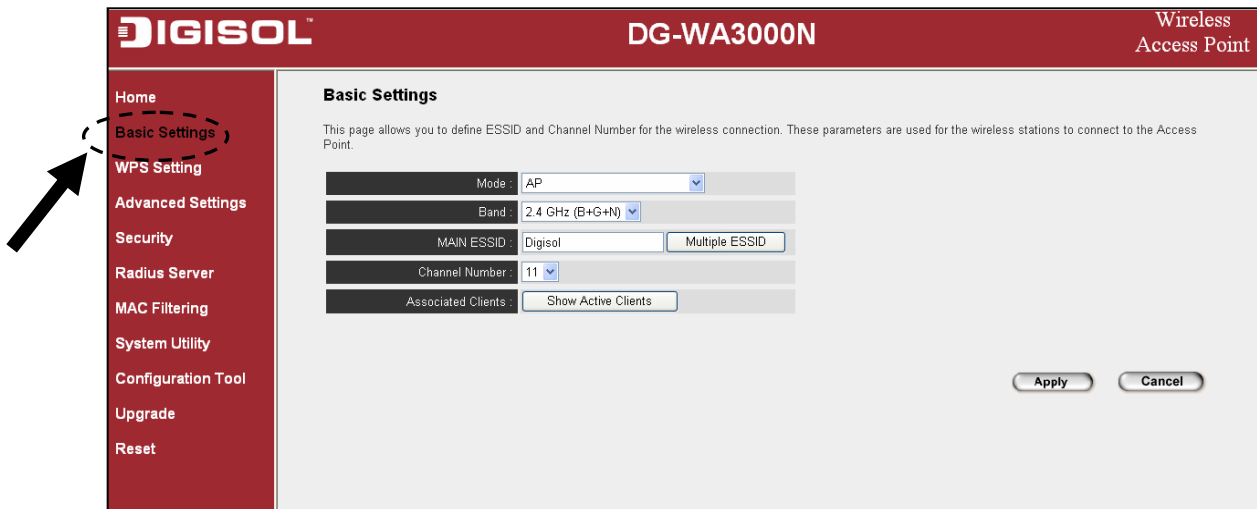 DIGISOL™
DG-WA3000N
Wireless
Access Point
Home
Basic Settings
WPS Setting
Advanced Settings
Security
Radius Server
MAC Filtering
System Utility
Configuration Tool
Upgrade
Reset
Basic Settings
This page allows you to define ESSID and Channel Number for the wireless connection. These parameters are used for the wireless stations to connect to the Access
Point.
Mode : AP
Band : 2.4 GHz (B+G+N)
MAIN ESSID : Digisol Multiple ESSID
Channel Number : 11
Associated Clients : Show Active Clients
Apply Cancel